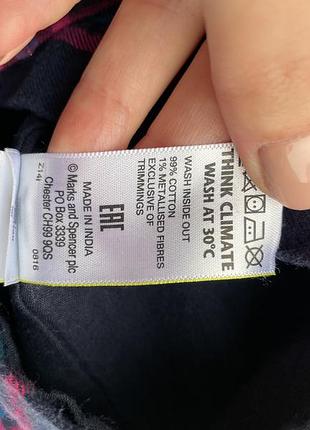 THINK CLIMATE
WASH AT 30°C
WASH INSIDE OUT
99% COTTON
1% METALLISED FIBRES
EXCLUSIVE OF
TRIMMINGS
EAC
MADE IN INDIA
© Marks and Spencer plc
PO Box 3339
Chester CH99 9QS
0816